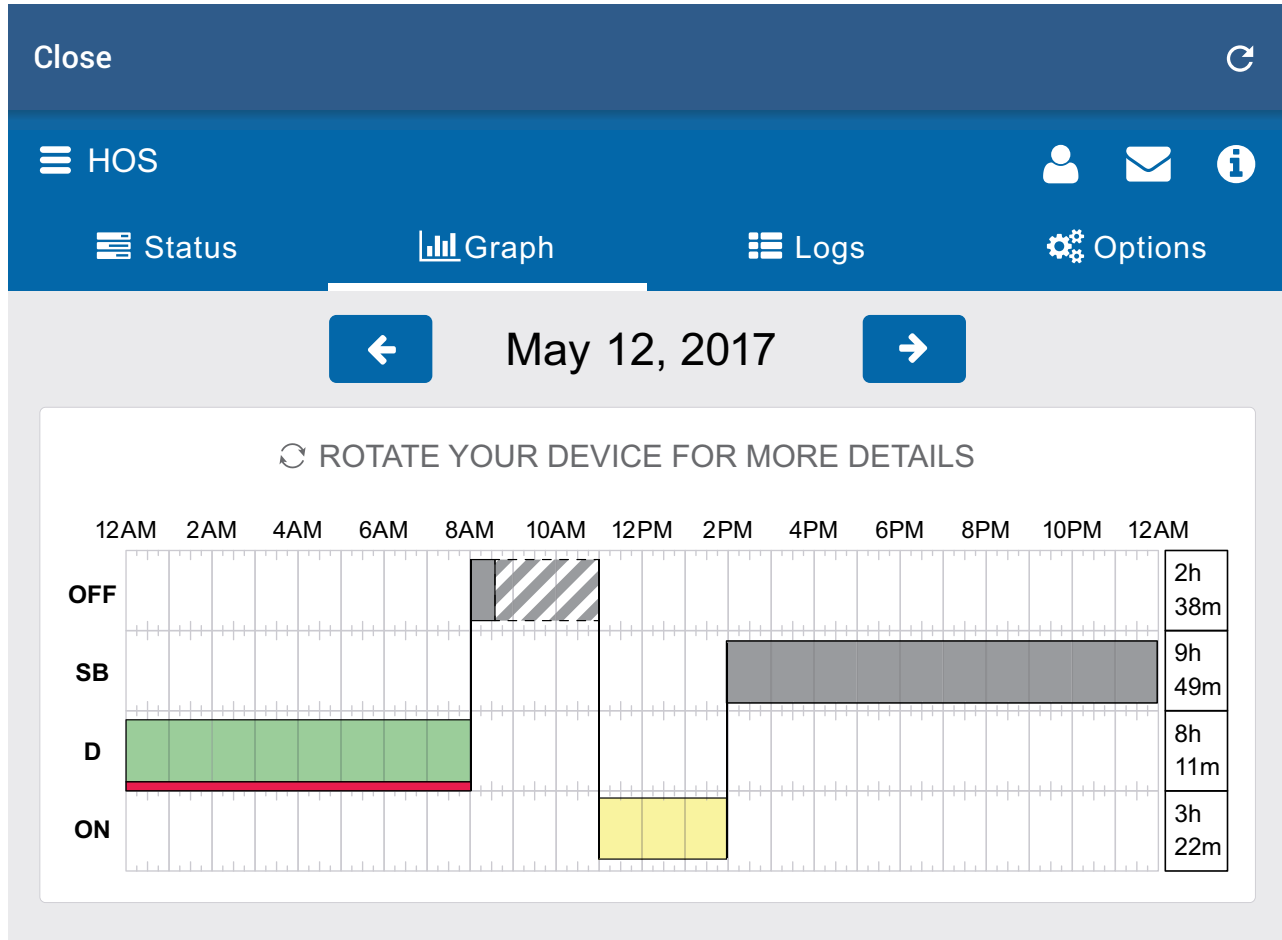 Close
HOS
Status Graph Logs Options
May 12, 2017
ROTATE YOUR DEVICE FOR MORE DETAILS
12AM 2AM 4AM 6AM 8AM 10AM 12PM 2PM 4PM 6PM 8PM 10PM 12AM
OFF 2h
38m
SB 9h
49m
D 8h
11m
ON 3h
22m